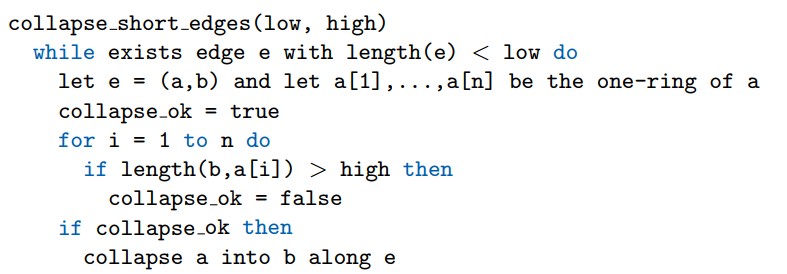 collapse_short_edges(low, high)
while exists edge e with length(e) < low do
let e = (a,b) and let a[1],...,a[n] be the one-ring of a
collapse_ok = true
for i = 1 to n do
if length(b,a[i]) > high then
collapse_ok = false
if collapse_ok then
collapse a into b along e